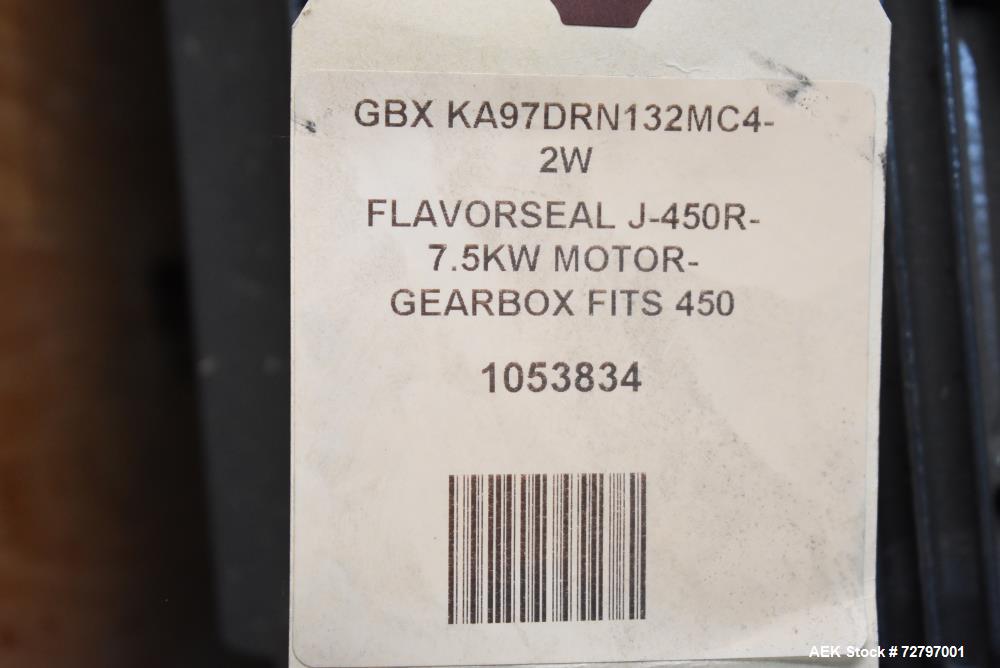 GBX KA97DRN132MC4-
2W
FLAVORSEAL J-450R-
7.5KW MOTOR-
GEARBOX FITS 450
1053834
AEK Stock # 72797001